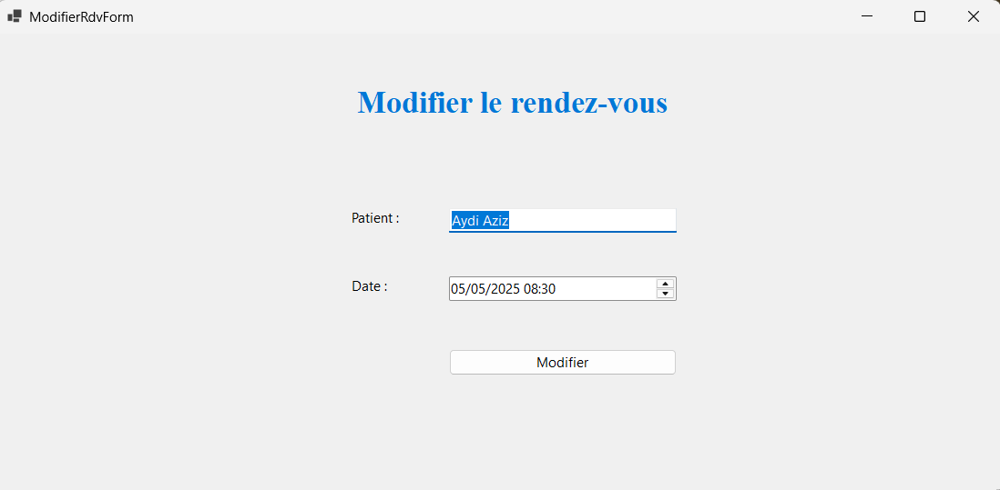 ModifierRdvForm
Modifier le rendez-vous
Patient : Aydi Aziz
Date : 05/05/2025 08:30
Modifier